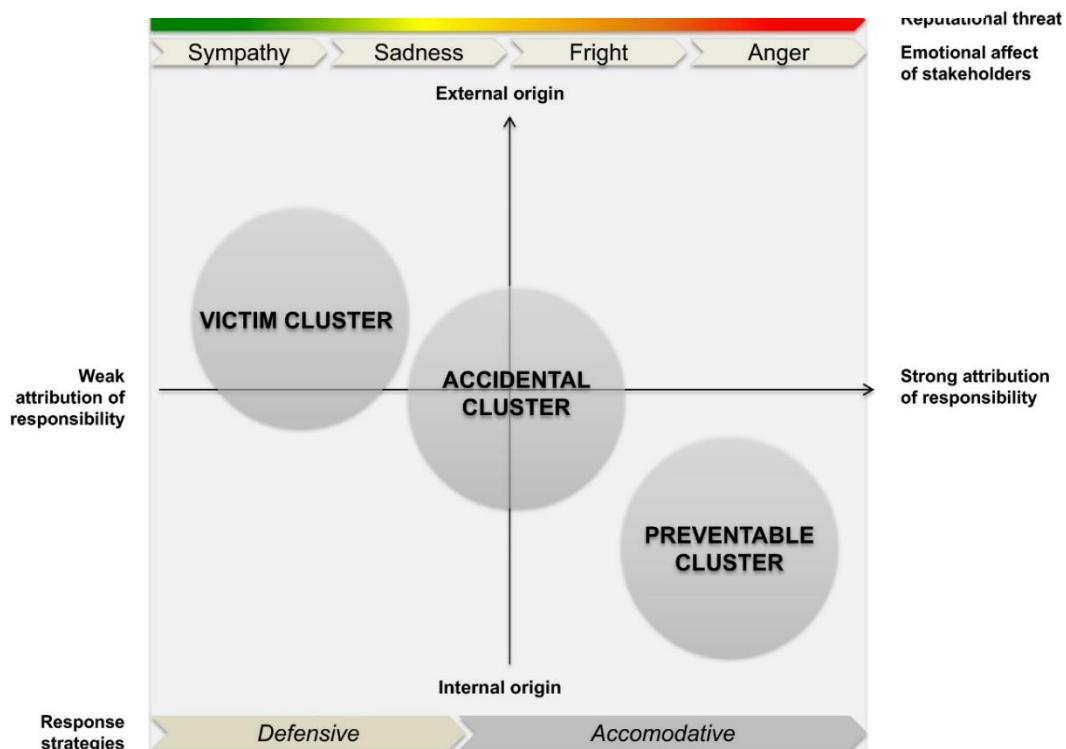 Reputational threat
Sympathy
Sadness
Fright
Anger
Emotional affect
of stakeholders
External origin
VICTIM CLUSTER
Weak
attribution of
responsibility
ACCIDENTAL
CLUSTER
Strong attribution
of responsibility
PREVENTABLE
CLUSTER
Internal origin
Response
strategies
Defensive
Accomodative